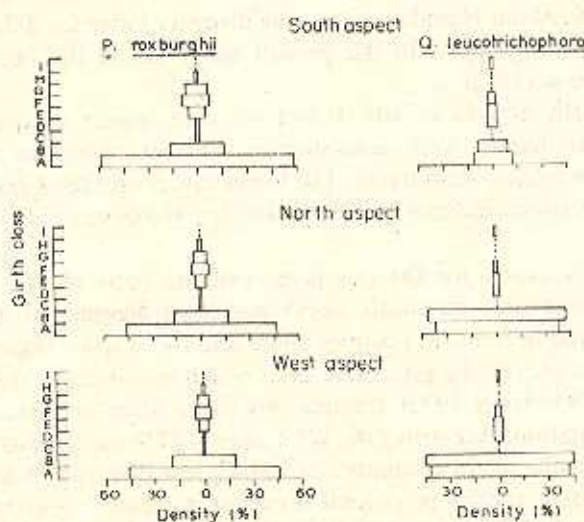 South aspect
P. roxburghii
Q. leucotrichophora
I
H
G
F
E
D
C
B
A
North aspect
Girth class
I
H
G
F
E
D
C
B
A
West aspect
I
H
G
F
E
D
C
B
A
60 30 0 30 60
30 0 30
Density (%)
Density (%)